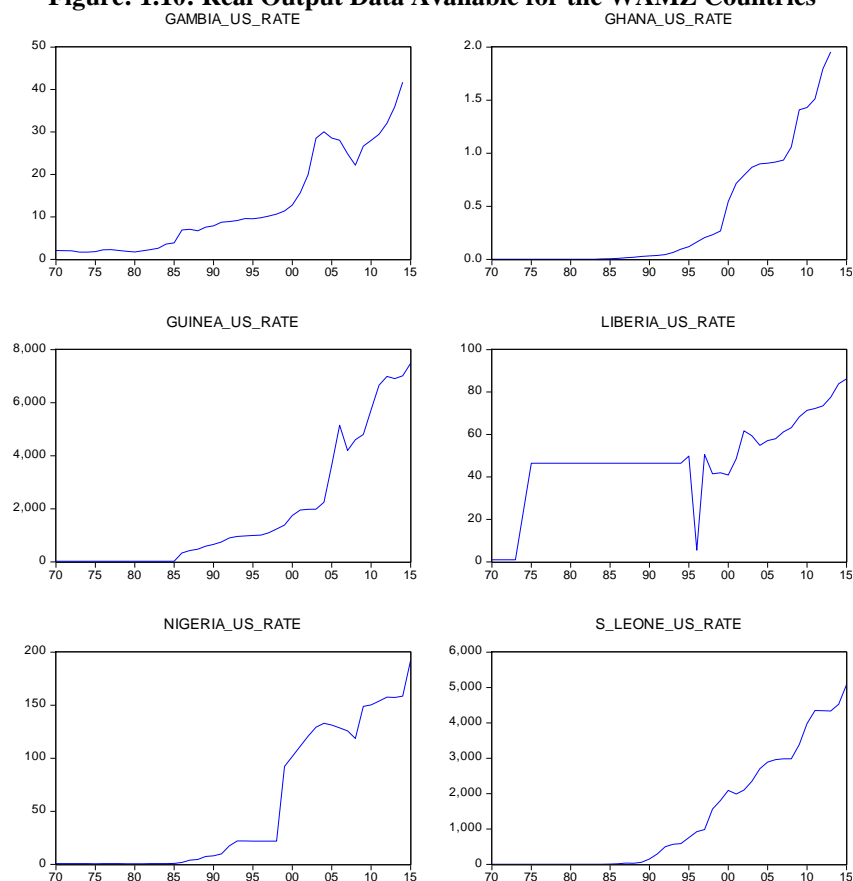 Figure: 1.10: Real Output Data Available for the WAMZ Countries
GAMBIA_US_RATE
50
40
30
20
10
0
70 75 80 85 90 95 00 05 10 15
GHANA_US_RATE
2.0
1.5
1.0
0.5
0.0
70 75 80 85 90 95 00 05 10 15
GUINEA_US_RATE
8,000
6,000
4,000
2,000
0
70 75 80 85 90 95 00 05 10 15
LIBERIA_US_RATE
100
80
60
40
20
0
70 75 80 85 90 95 00 05 10 15
NIGERIA_US_RATE
200
150
100
50
0
70 75 80 85 90 95 00 05 10 15
S_LEONE_US_RATE
6,000
5,000
4,000
3,000
2,000
1,000
0
70 75 80 85 90 95 00 05 10 15